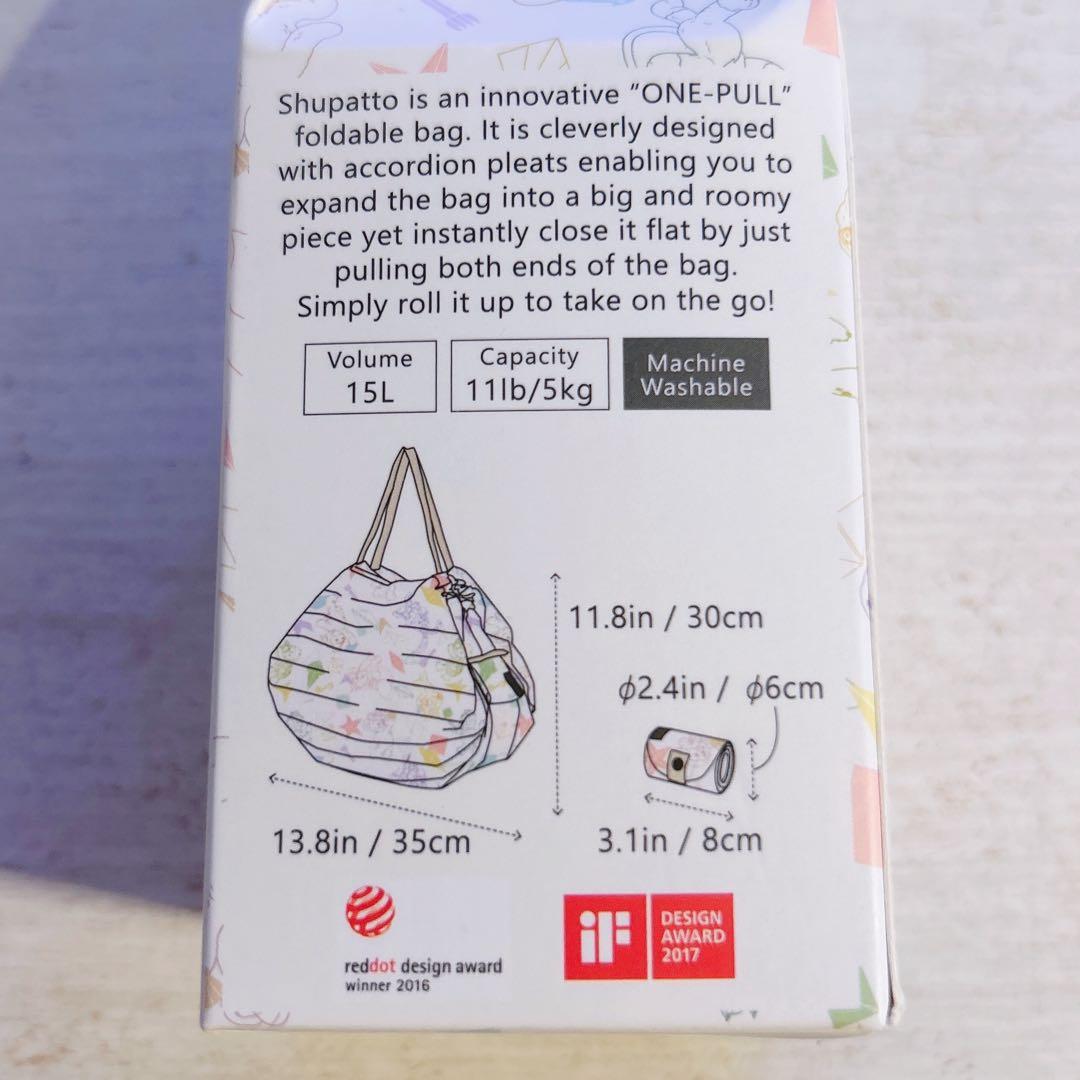 Shupatto is an innovative "ONE-PULL"
foldable bag. It is cleverly designed
with accordion pleats enabling you to
expand the bag into a big and roomy
piece yet instantly close it flat by just
pulling both ends of the bag.
Simply roll it up to take on the go!
Volume
15L
Capacity
11lb/5kg
Machine
Washable
11.8in / 30cm
ϕ2.4in / ϕ6cm
13.8in / 35cm
3.1in / 8cm
reddot design award
winner 2016
iF
DESIGN
AWARD
2017